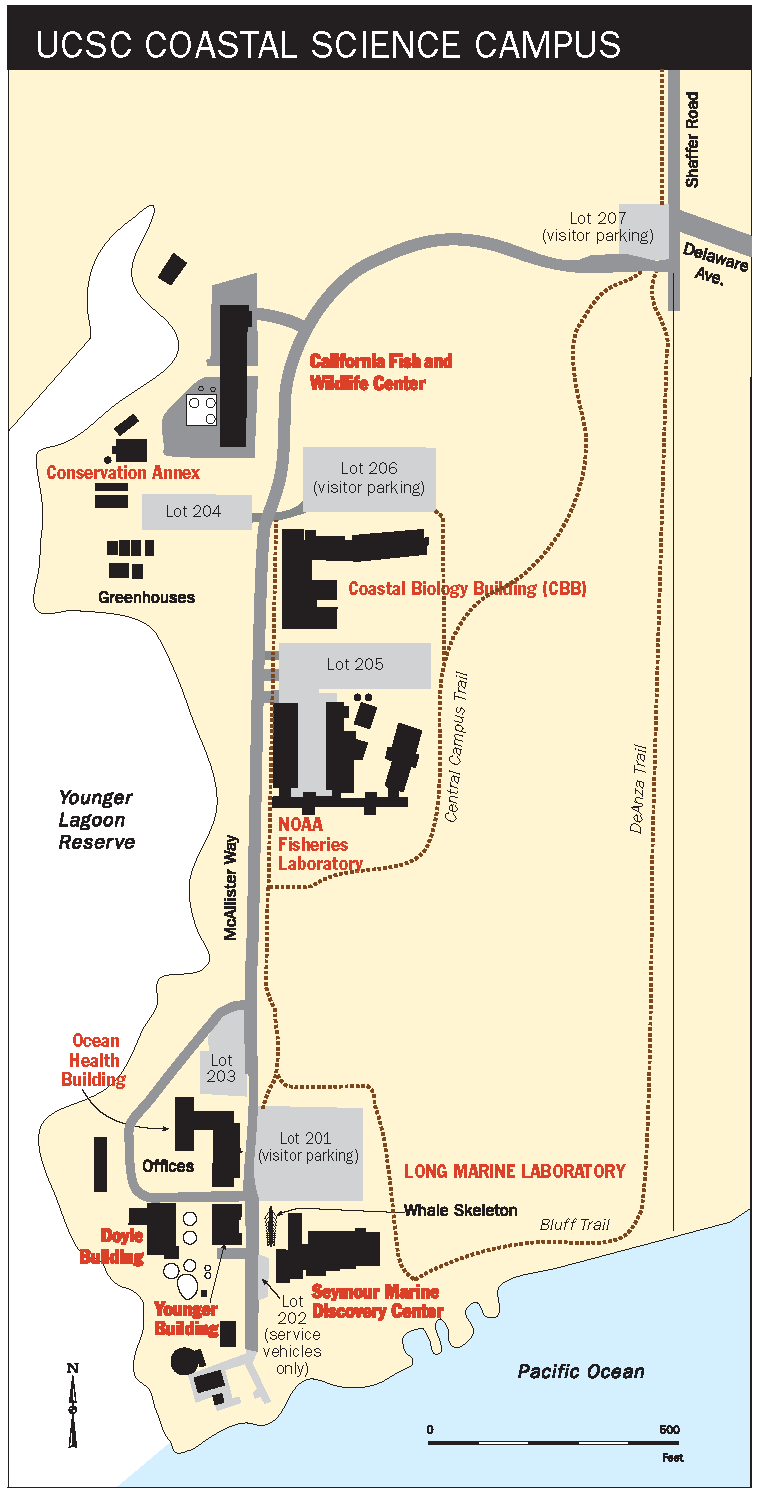 UCSC COASTAL SCIENCE CAMPUS
Shaffer Road
Lot 207
(visitor parking)
Delaware
Ave.
California Fish and
Wildlife Center
Lot 206
(visitor parking)
Conservation Annex
Lot 204
Coastal Biology Building (CBB)
Greenhouses
Lot 205
Central Campus Trail
DeAnza Trail
Younger
Lagoon
Reserve
NOAA
Fisheries
Laboratory
McAllister Way
Ocean
Health
Building
Lot
203
Lot 201
(visitor parking)
Offices
LONG MARINE LABORATORY
Whale Skeleton
Bluff Trail
Doyle
Building
Seymour Marine
Discovery Center
Younger
Building
Lot
202
(service
vehicles
only)
Pacific Ocean
N
0 500
Feet